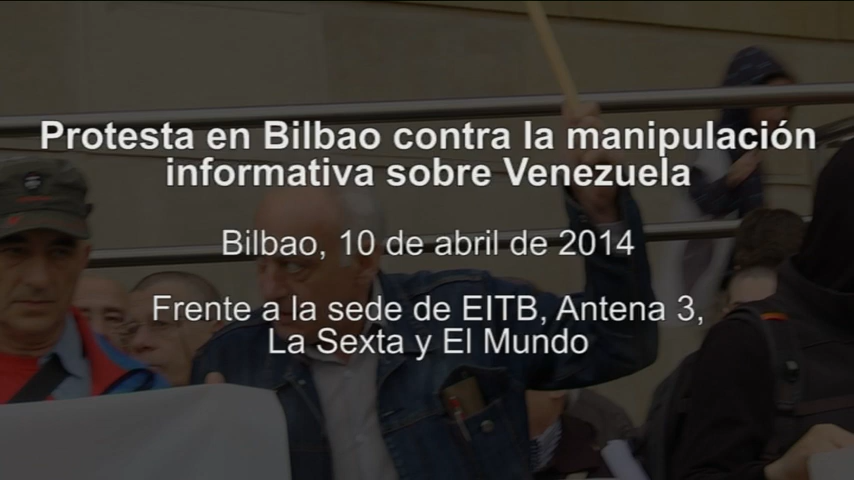 Protesta en Bilbao contra la manipulación
informativa sobre Venezuela
Bilbao, 10 de abril de 2014
Frente a la sede de EITB, Antena 3,
La Sexta y El Mundo